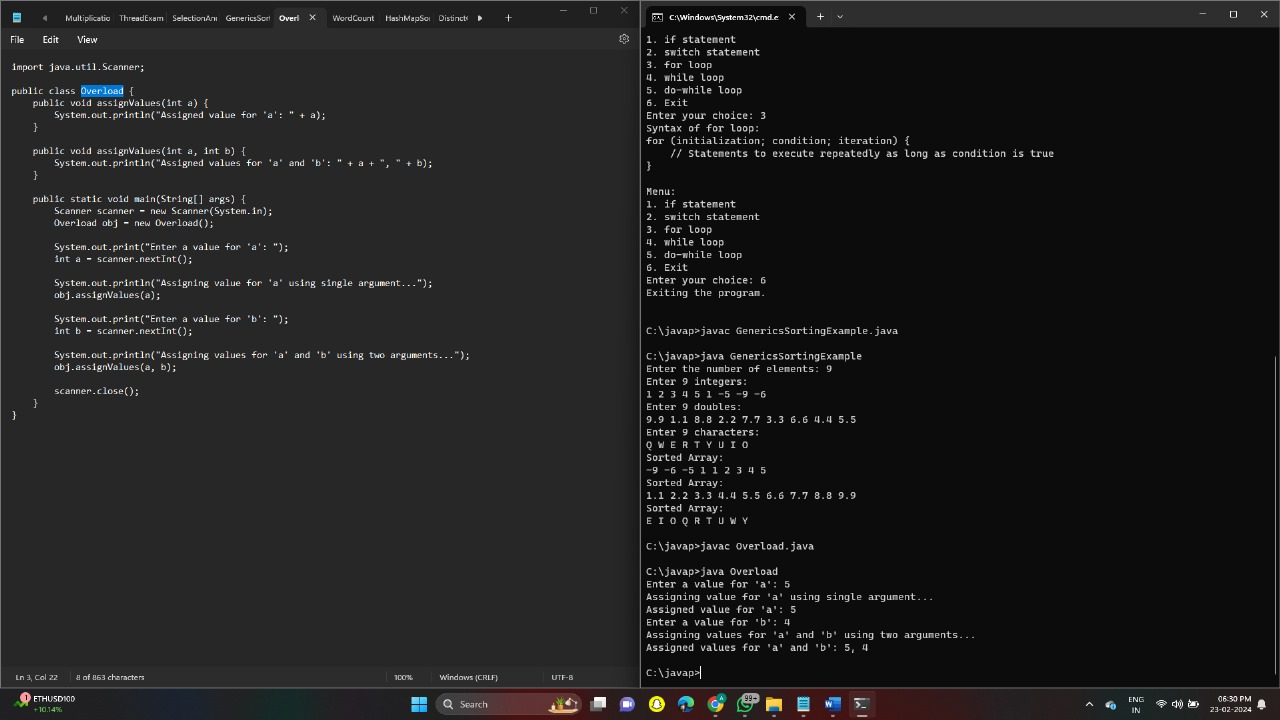 Multiplicatio ThreadExam SelectionAn GenericsSor Overl WordCount HashMapSor Distinct
File Edit View
import java.util.Scanner;
public class Overload {
public void assignValues(int a) {
System.out.println("Assigned value for 'a': " + a);
}
public void assignValues(int a, int b) {
System.out.println("Assigned values for 'a' and 'b': " + a + ", " + b);
}
public static void main(String[] args) {
Scanner scanner = new Scanner(System.in);
Overload obj = new Overload();
System.out.print("Enter a value for 'a': ");
int a = scanner.nextInt();
System.out.println("Assigning value for 'a' using single argument...");
obj.assignValues(a);
System.out.print("Enter a value for 'b': ");
int b = scanner.nextInt();
System.out.println("Assigning values for 'a' and 'b' using two arguments...");
obj.assignValues(a, b);
scanner.close();
}
}
Ln 3, Col 22 8 of 863 characters 100% Windows (CRLF) UTF-8
C:\Windows\System32\cmd.e
1. if statement
2. switch statement
3. for loop
4. while loop
5. do-while loop
6. Exit
Enter your choice: 3
Syntax of for loop:
for (initialization; condition; iteration) {
// Statements to execute repeatedly as long as condition is true
}
Menu:
1. if statement
2. switch statement
3. for loop
4. while loop
5. do-while loop
6. Exit
Enter your choice: 6
Exiting the program.
C:\javap>javac GenericsSortingExample.java
C:\javap>java GenericsSortingExample
Enter the number of elements: 9
Enter 9 integers:
1 2 3 4 5 1 -5 -9 -6
Enter 9 doubles:
9.9 1.1 8.8 2.2 7.7 3.3 6.6 4.4 5.5
Enter 9 characters:
Q W E R T Y U I O
Sorted Array:
-9 -6 -5 1 1 2 3 4 5
Sorted Array:
1.1 2.2 3.3 4.4 5.5 6.6 7.7 8.8 9.9
Sorted Array:
E I O Q R T U W Y
C:\javap>javac Overload.java
C:\javap>java Overload
Enter a value for 'a': 5
Assigning value for 'a' using single argument...
Assigned value for 'a': 5
Enter a value for 'b': 4
Assigning values for 'a' and 'b' using two arguments...
Assigned values for 'a' and 'b': 5, 4
C:\javap>
1 ETHUSD100
+10.14%
Search
99+
ENG
IN
06:30 PM
23-02-2024